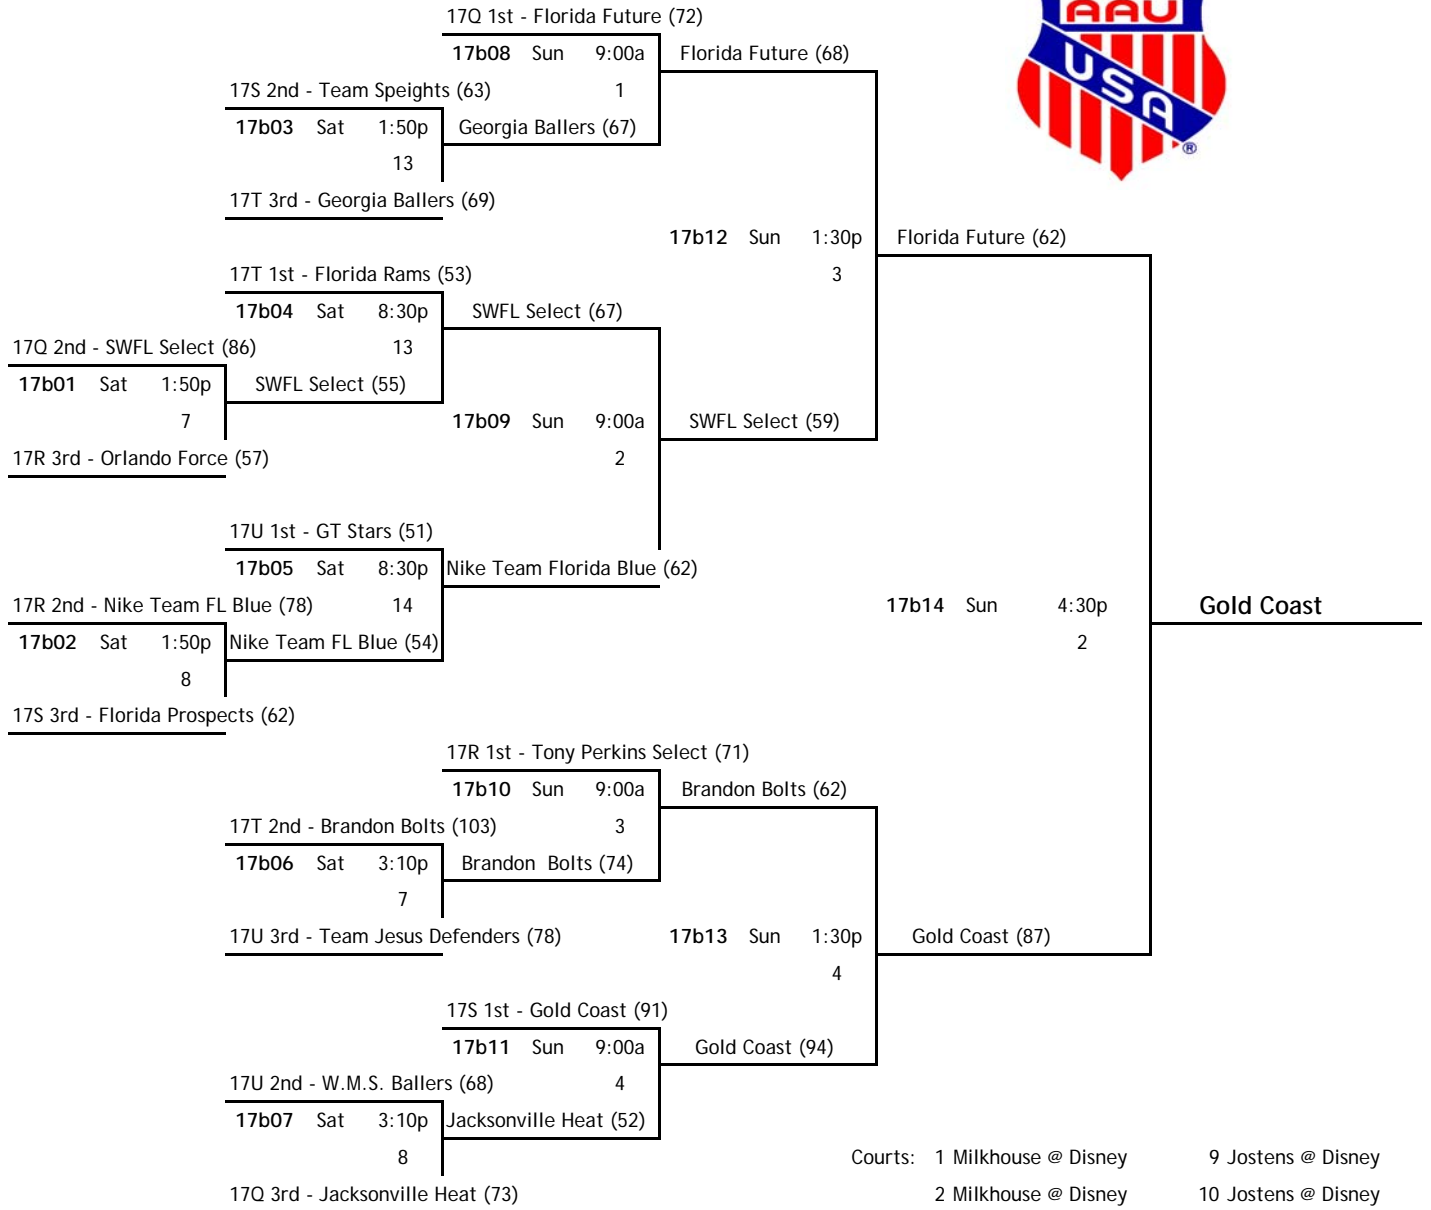 AAU
USA
®
17Q 1st - Florida Future (72)
17b08 Sun 9:00a Florida Future (68)
17S 2nd - Team Speights (63) 1
17b03 Sat 1:50p Georgia Ballers (67)
13
17T 3rd - Georgia Ballers (69)
17b12 Sun 1:30p Florida Future (62)
17T 1st - Florida Rams (53) 3
17b04 Sat 8:30p SWFL Select (67)
17Q 2nd - SWFL Select (86) 13
17b01 Sat 1:50p SWFL Select (55)
7 17b09 Sun 9:00a SWFL Select (59)
17R 3rd - Orlando Force (57) 2
17U 1st - GT Stars (51)
17b05 Sat 8:30p Nike Team Florida Blue (62)
17R 2nd - Nike Team FL Blue (78) 14 17b14 Sun 4:30p Gold Coast
17b02 Sat 1:50p Nike Team FL Blue (54) 2
8
17S 3rd - Florida Prospects (62)
17R 1st - Tony Perkins Select (71)
17b10 Sun 9:00a Brandon Bolts (62)
17T 2nd - Brandon Bolts (103) 3
17b06 Sat 3:10p Brandon Bolts (74)
7
17U 3rd - Team Jesus Defenders (78) 17b13 Sun 1:30p Gold Coast (87)
4
17S 1st - Gold Coast (91)
17b11 Sun 9:00a Gold Coast (94)
17U 2nd - W.M.S. Ballers (68) 4
17b07 Sat 3:10p Jacksonville Heat (52)
8 Courts: 1 Milkhouse @ Disney 9 Jostens @ Disney
17Q 3rd - Jacksonville Heat (73) 2 Milkhouse @ Disney 10 Jostens @ Disney